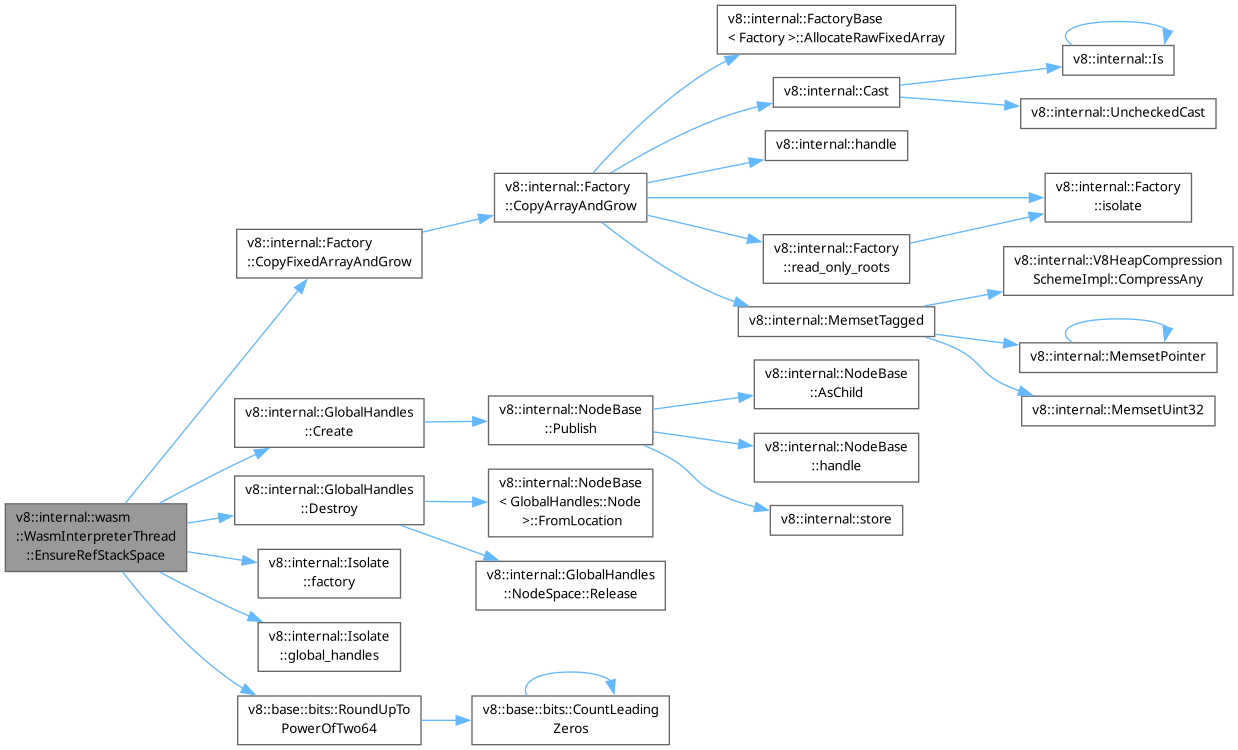 v8::internal::FactoryBase
< Factory >::AllocateRawFixedArray
v8::internal::Is
v8::internal::Cast
v8::internal::UncheckedCast
v8::internal::handle
v8::internal::Factory
::CopyArrayAndGrow
v8::internal::Factory
::isolate
v8::internal::Factory
::CopyFixedArrayAndGrow
v8::internal::Factory
::read_only_roots
v8::internal::V8HeapCompression
SchemeImpl::CompressAny
v8::internal::MemsetTagged
v8::internal::MemsetPointer
v8::internal::NodeBase
::AsChild
v8::internal::MemsetUint32
v8::internal::GlobalHandles
::Create
v8::internal::NodeBase
::Publish
v8::internal::NodeBase
::handle
v8::internal::GlobalHandles
::Destroy
v8::internal::NodeBase
< GlobalHandles::Node
>::FromLocation
v8::internal::store
v8::internal::wasm
::WasmInterpreterThread
::EnsureRefStackSpace
v8::internal::Isolate
::factory
v8::internal::GlobalHandles
::NodeSpace::Release
v8::internal::Isolate
::global_handles
v8::base::bits::RoundUpTo
PowerOfTwo64
v8::base::bits::CountLeading
Zeros